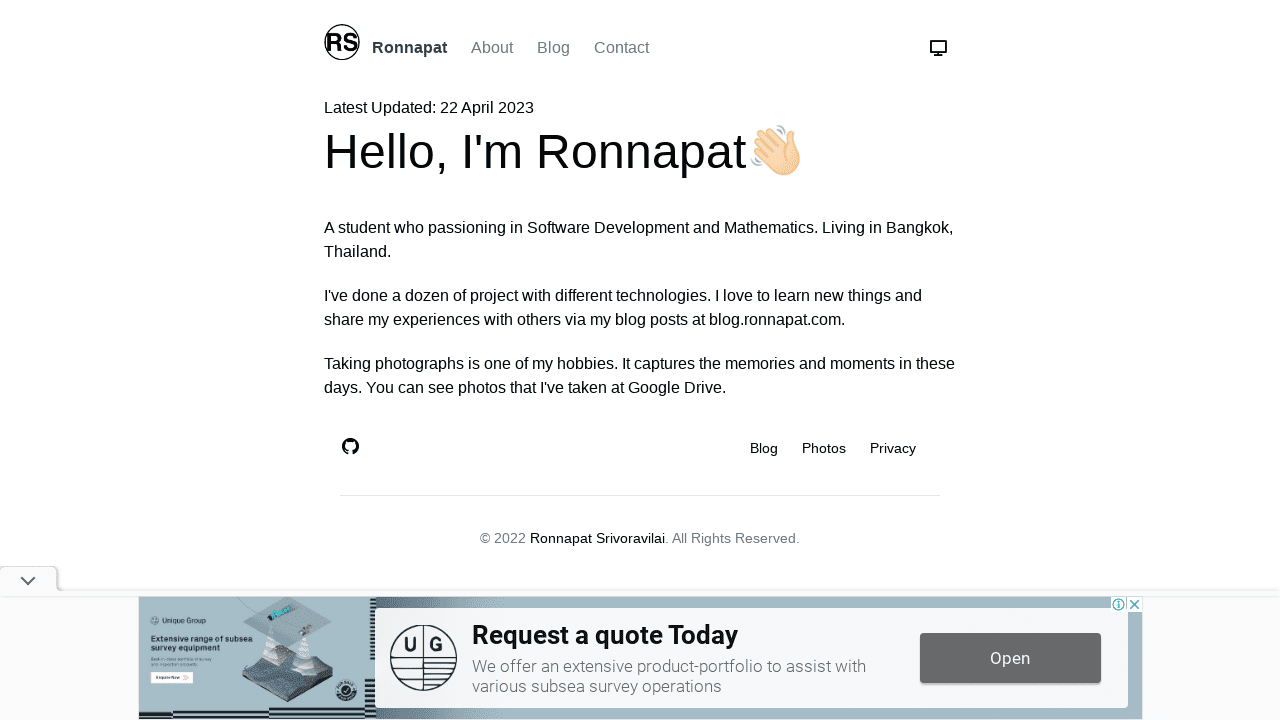 RS
Ronnapat About Blog Contact
Latest Updated: 22 April 2023
Hello, I'm Ronnapat👋🏻
A student who passioning in Software Development and Mathematics. Living in Bangkok,
Thailand.
I've done a dozen of project with different technologies. I love to learn new things and
share my experiences with others via my blog posts at blog.ronnapat.com.
Taking photographs is one of my hobbies. It captures the memories and moments in these
days. You can see photos that I've taken at Google Drive.
Blog Photos Privacy
© 2022 Ronnapat Srivoravilai. All Rights Reserved.
Unique Group
Extensive range of subsea
survey equipment
Enquire Now
UG
Request a quote Today
We offer an extensive product-portfolio to assist with
various subsea survey operations
Open